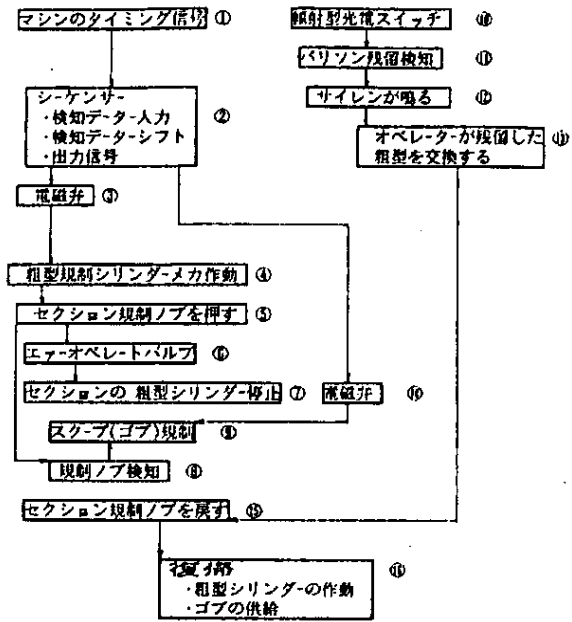 マシンのタイミング信号 ①
輻射型光電スイッチ ⑩
パリソン残留検知 ⑪
サイレンが鳴る ⑫
オペレーターが残留した ⑬
粗型を交換する
シーケンサー
・検知データー入力 ②
・検知データーシフト
・出力信号
電磁弁 ③
粗型規制シリンダーメカ作動 ④
セクション規制ノブを押す ⑤
エアーオペレートバルブ ⑥
セクションの粗型シリンダー停止 ⑦
電磁弁
スクープ(ゴブ)規制 ⑨
規制ノブ検知 ⑧
セクション規制ノブを戻す ⑮
復帰 ⑯
・粗型シリンダーの作動
・ゴブの供給